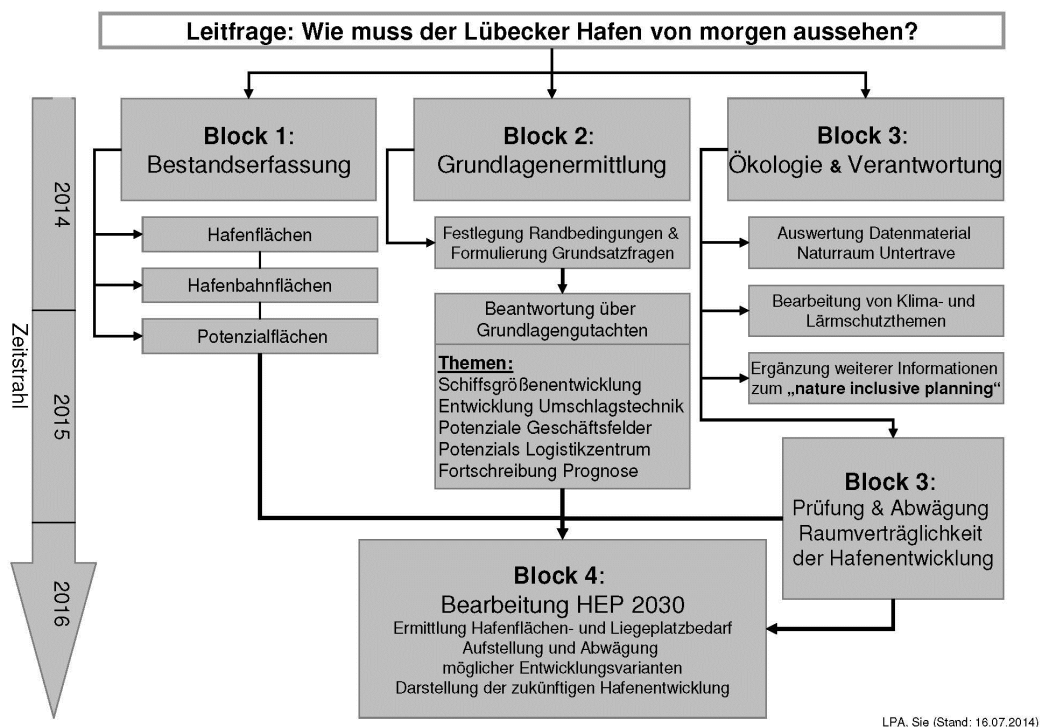 Leitfrage: Wie muss der Lübecker Hafen von morgen aussehen?
Zeitstrahl
2014
2015
2016
Block 1:
Bestandserfassung
Hafenflächen
Hafenbahnflächen
Potenzialflächen
Block 2:
Grundlagenermittlung
Festlegung Randbedingungen &
Formulierung Grundsatzfragen
Beantwortung über
Grundlagengutachten
Themen:
Schiffsgrößenentwicklung
Entwicklung Umschlagstechnik
Potenziale Geschäftsfelder
Potenzials Logistikzentrum
Fortschreibung Prognose
Block 3:
Ökologie & Verantwortung
Auswertung Datenmaterial
Naturraum Untertrave
Bearbeitung von Klima- und
Lärmschutzthemen
Ergänzung weiterer Informationen
zum „nature inclusive planning“
Block 3:
Prüfung & Abwägung
Raumverträglichkeit
der Hafenentwicklung
Block 4:
Bearbeitung HEP 2030
Ermittlung Hafenflächen- und Liegeplatzbedarf
Aufstellung und Abwägung
möglicher Entwicklungsvarianten
Darstellung der zukünftigen Hafenentwicklung
LPA, Sie (Stand: 16.07.2014)